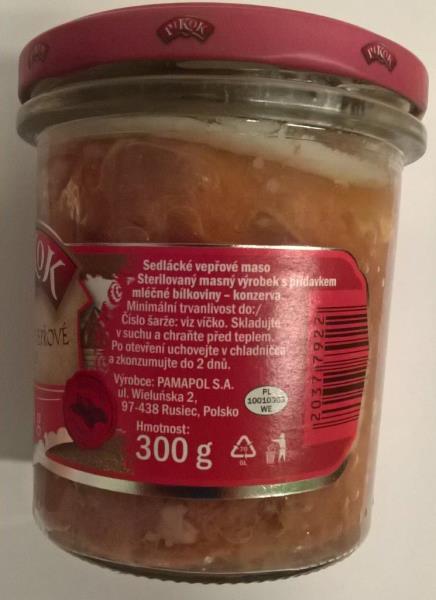 PIKOK
PIKOK
OK
Sedlácké vepřové maso
Sterilovaný masný výrobek s přídavkem
mléčné bílkoviny – konzerva.
Minimální trvanlivost do:/
Číslo šarže: viz víčko. Skladujte
v suchu a chraňte před teplem.
Po otevření uchovejte v chladničce
a zkonzumujte do 2 dnů.
Výrobce: PAMAPOL S.A.
ul. Wieluńska 2,
97-438 Rusiec, Polsko
PL
10010303
WE
Hmotnost:
300 g
70
GL